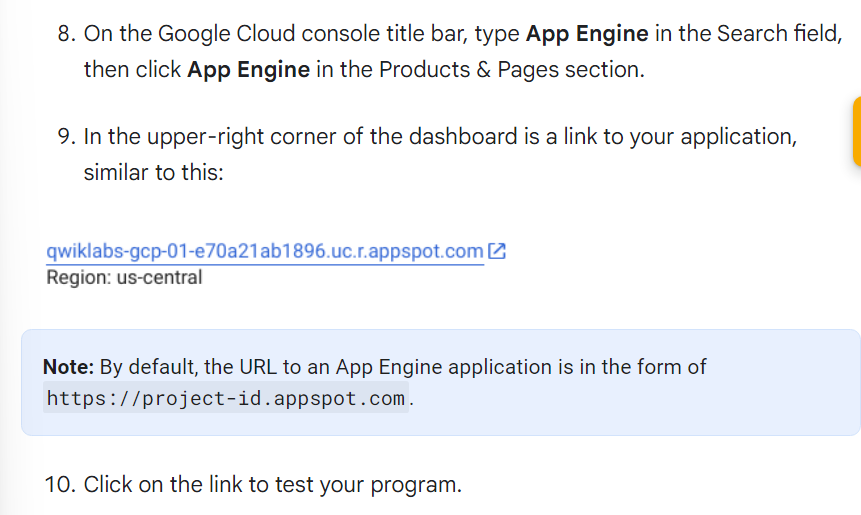 8. On the Google Cloud console title bar, type App Engine in the Search field,
then click App Engine in the Products & Pages section.
9. In the upper-right corner of the dashboard is a link to your application,
similar to this:
qwiklabs-gcp-01-e70a21ab1896.uc.r.appspot.com
Region: us-central
Note: By default, the URL to an App Engine application is in the form of
https://project-id.appspot.com.
10. Click on the link to test your program.